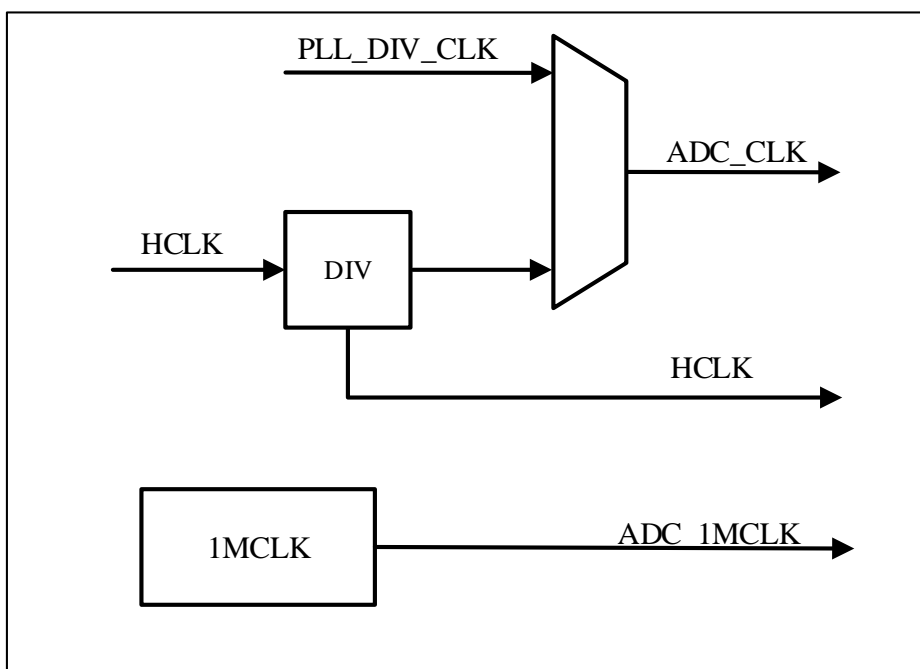 PLL_DIV_CLK
ADC_CLK
HCLK
DIV
HCLK
1MCLK
ADC_1MCLK